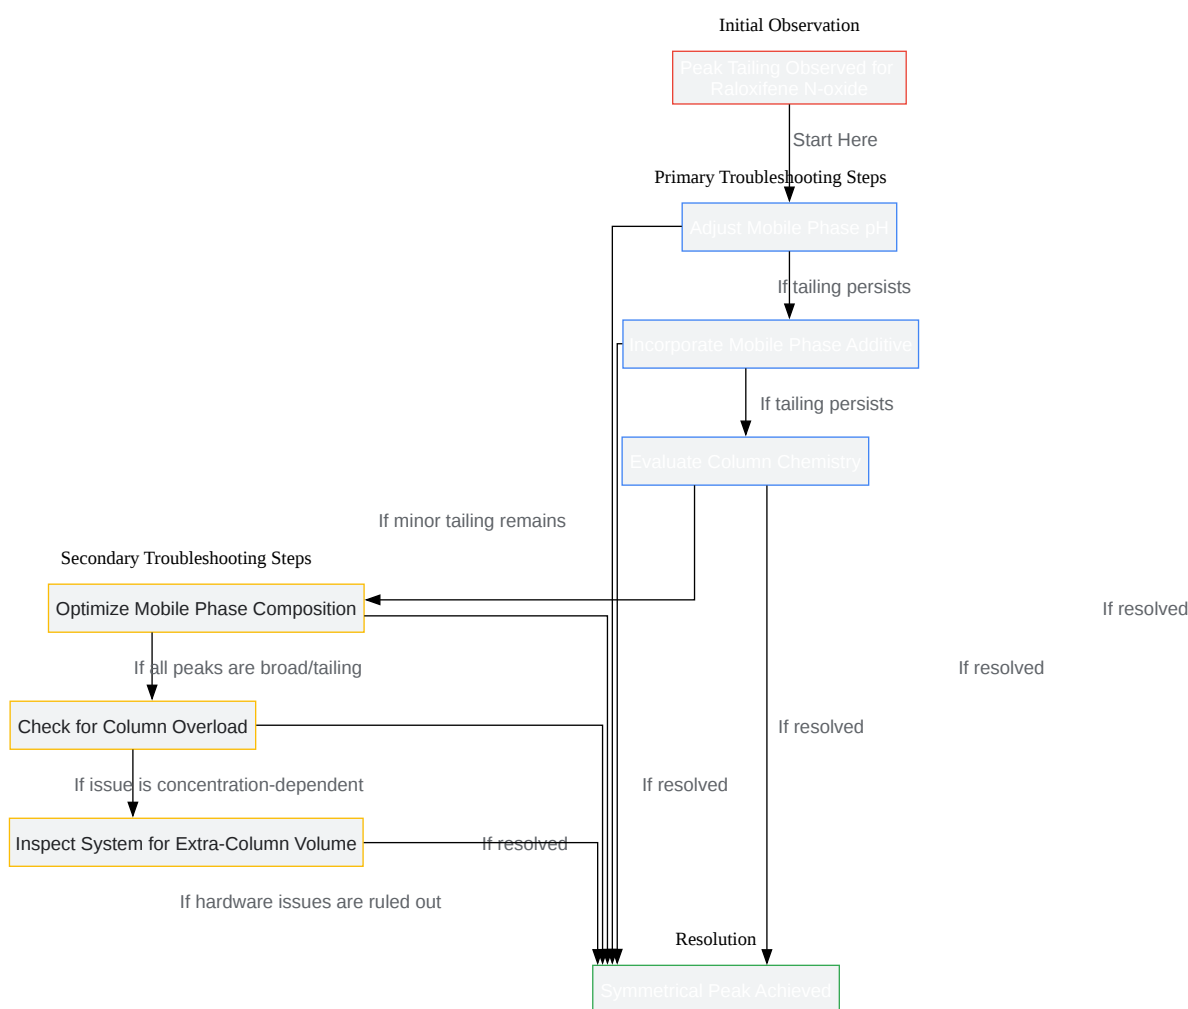 Initial Observation
Peak Tailing Observed for
Raloxifene N-oxide
Start Here
Primary Troubleshooting Steps
Adjust Mobile Phase pH
If tailing persists
Incorporate Mobile Phase Additive
If tailing persists
Evaluate Column Chemistry
If minor tailing remains
Secondary Troubleshooting Steps
Optimize Mobile Phase Composition
If resolved
If all peaks are broad/tailing
If resolved
Check for Column Overload
If resolved
If issue is concentration-dependent
If resolved
Inspect System for Extra-Column Volume
If resolved
If hardware issues are ruled out
Resolution
Symmetrical Peak Achieved